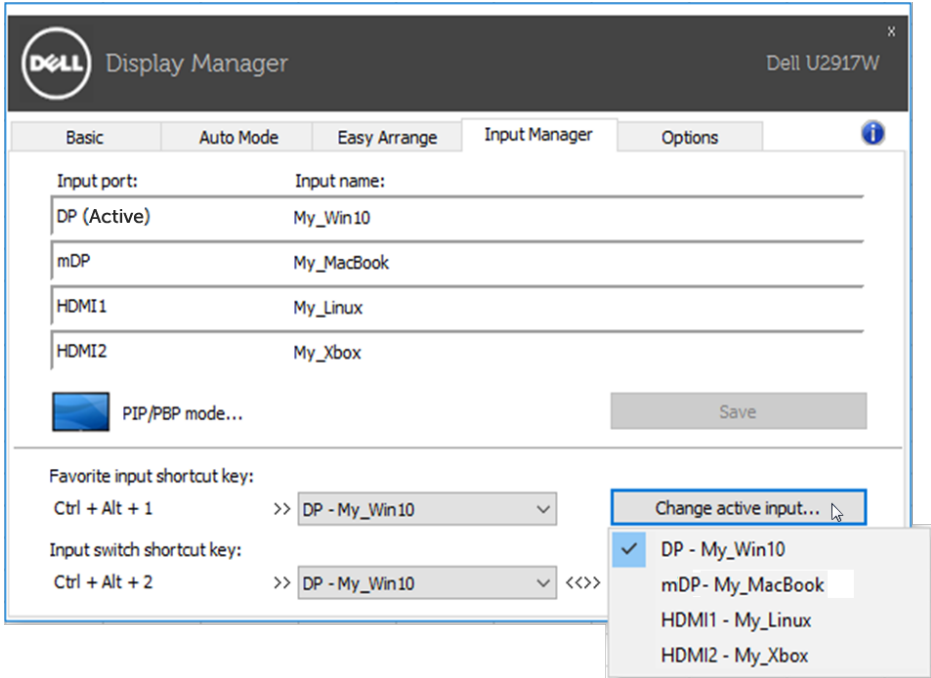 x
DELL Display Manager Dell U2917W
Basic Auto Mode Easy Arrange Input Manager Options i
Input port: Input name:
DP (Active) My_Win10
mDP My_MacBook
HDMI1 My_Linux
HDMI2 My_Xbox
PIP/PBP mode... Save
Favorite input shortcut key:
Ctrl + Alt + 1 >> DP - My_Win10 Change active input...
Input switch shortcut key:
Ctrl + Alt + 2 >> DP - My_Win10 <<>>
DP - My_Win10
mDP- My_MacBook
HDMI1 - My_Linux
HDMI2 - My_Xbox